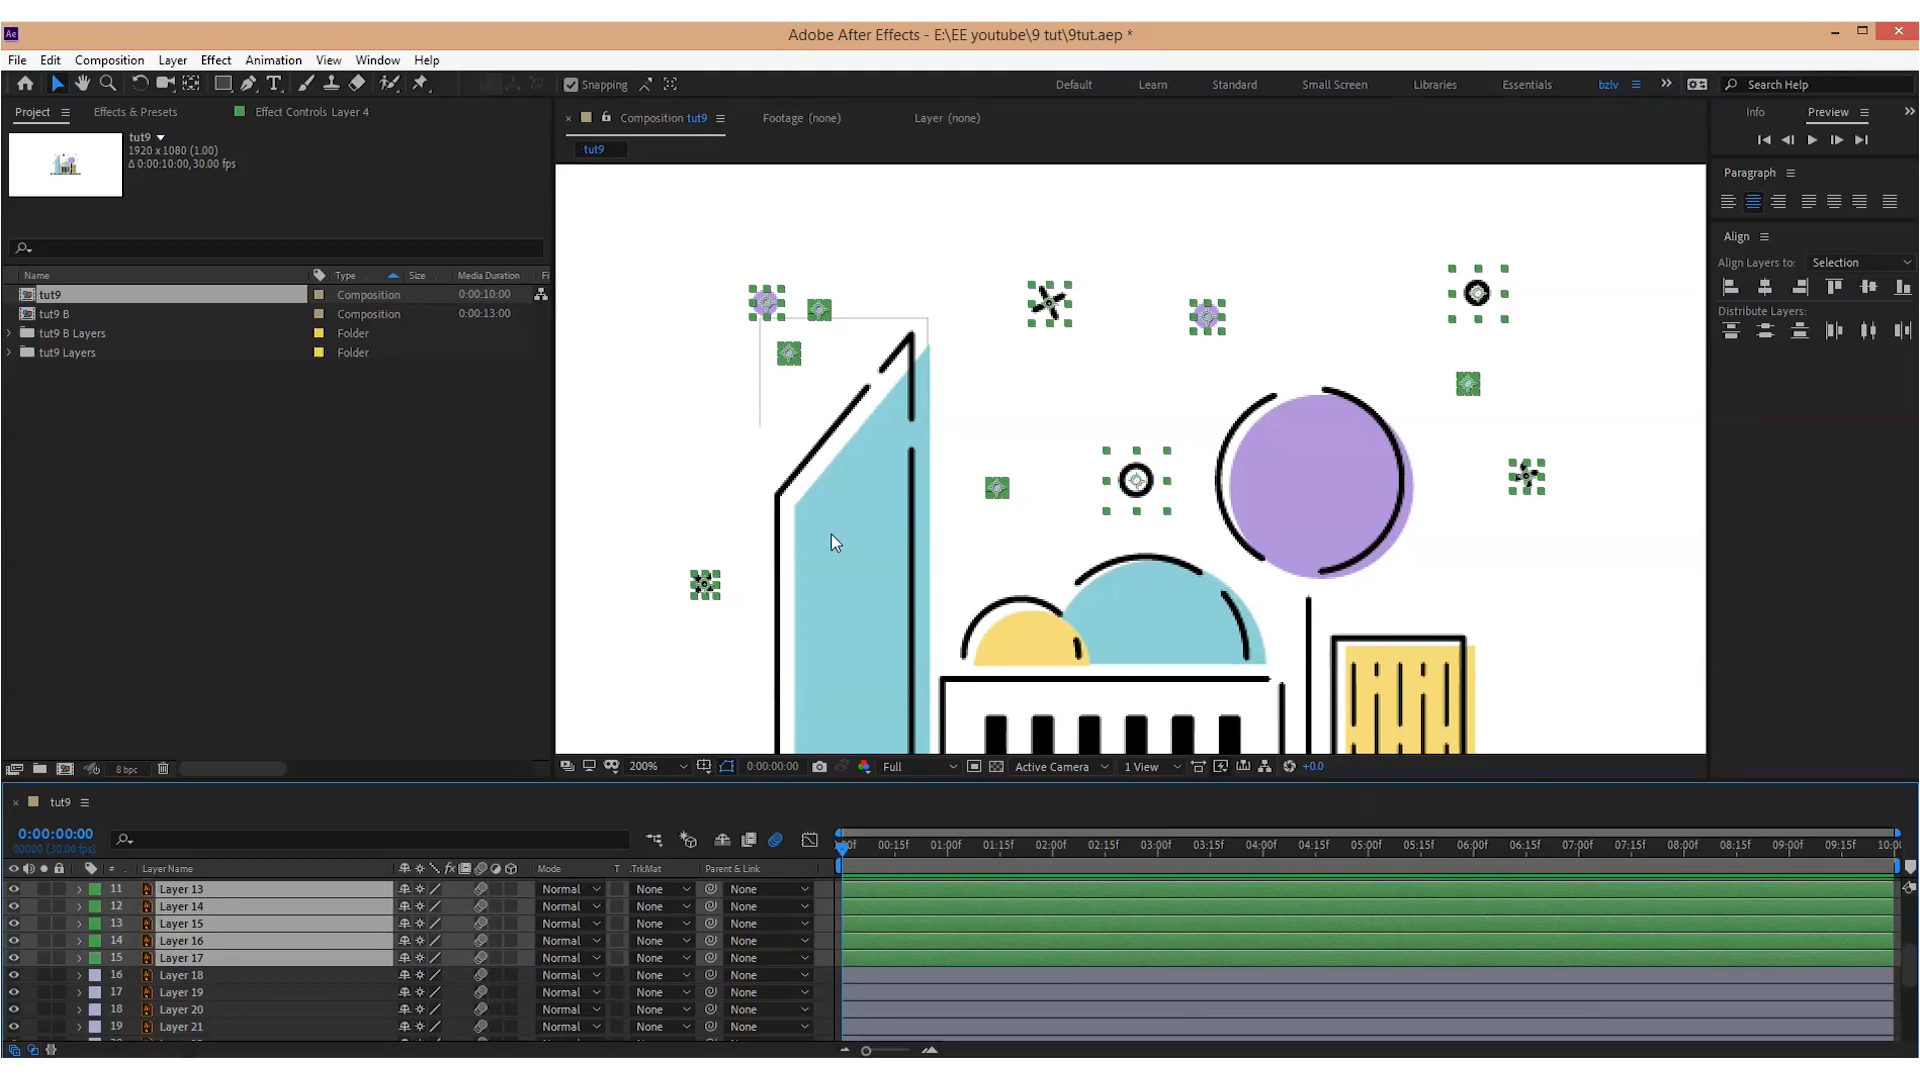 Adobe After Effects - E:\EE youtube\9 tut\9tut.aep *
File Edit Composition Layer Effect Animation View Window Help
Snapping Default Learn Standard Small Screen Libraries Essentials bzlv Search Help
Project Effects & Presets Effect Controls Layer 4
Composition tut9 Footage (none) Layer (none)
Info Preview
tut9
1920 x 1080 (1.00)
Δ 0:00:10:00, 30.00 fps
tut9
Paragraph
Align
Align Layers to: Selection
Distribute Layers:
Name Type Size Media Duration Fi
tut9 Composition 0:00:10:00
tut9 B Composition 0:00:13:00
tut9 B Layers Folder
tut9 Layers Folder
8 bpc
200% 0:00:00:00 Full Active Camera 1 View +0.0
tut9
0:00:00:00
00000 (30.00 fps)
00:15f 01:00f 01:15f 02:00f 02:15f 03:00f 03:15f 04:00f 04:15f 05:00f 05:15f 06:00f 06:15f 07:00f 07:15f 08:00f 08:15f 09:00f 09:15f
# Layer Name fx Mode T .TrkMat Parent & Link
11 Layer 13 Normal None None
12 Layer 14 Normal None None
13 Layer 15 Normal None None
14 Layer 16 Normal None None
15 Layer 17 Normal None None
16 Layer 18 Normal None None
17 Layer 19 Normal None None
18 Layer 20 Normal None None
19 Layer 21 Normal None None